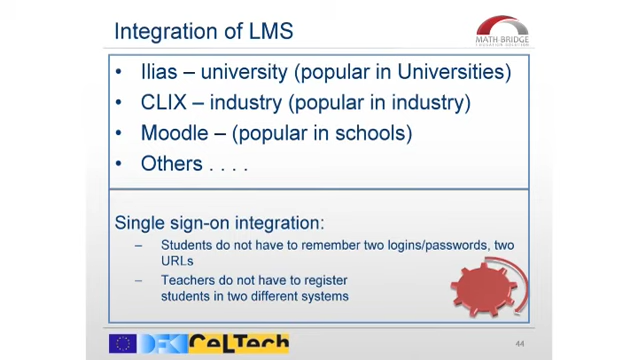 Integration of LMS
MATH-BRIDGE
• Ilias – university (popular in Universities)
• CLIX – industry (popular in industry)
• Moodle – (popular in schools)
• Others . . . .
Single sign-on integration:
– Students do not have to remember two logins/passwords, two
URLs
– Teachers do not have to register
students in two different systems
DFKI CeLTech
44